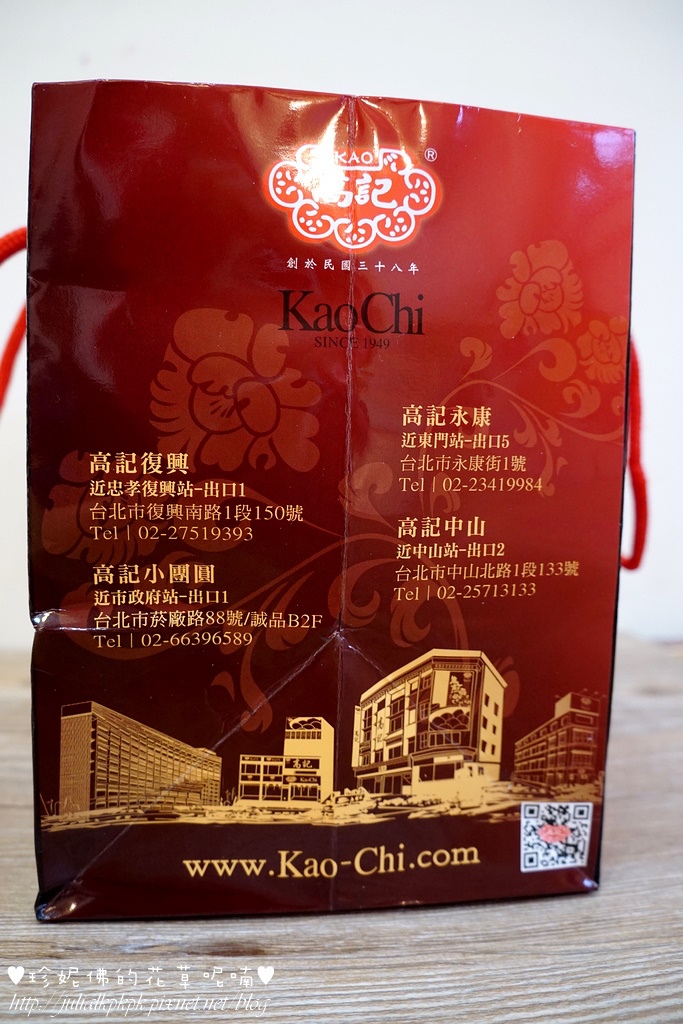 KAO
高記
®
創於民國三十八年
KaoChi
SINCE 1949
高記復興
近忠孝復興站-出口1
台北市復興南路1段150號
Tel | 02-27519393
高記小團圓
近市政府站-出口1
台北市菸廠路88號/誠品B2F
Tel | 02-66396589
高記永康
近東門站-出口5
台北市永康街1號
Tel | 02-23419984
高記中山
近中山站-出口2
台北市中山北路1段133號
Tel | 02-25713133
高記
KaoChi
www.Kao-Chi.com
♥珍妮佛的花草呢喃♥